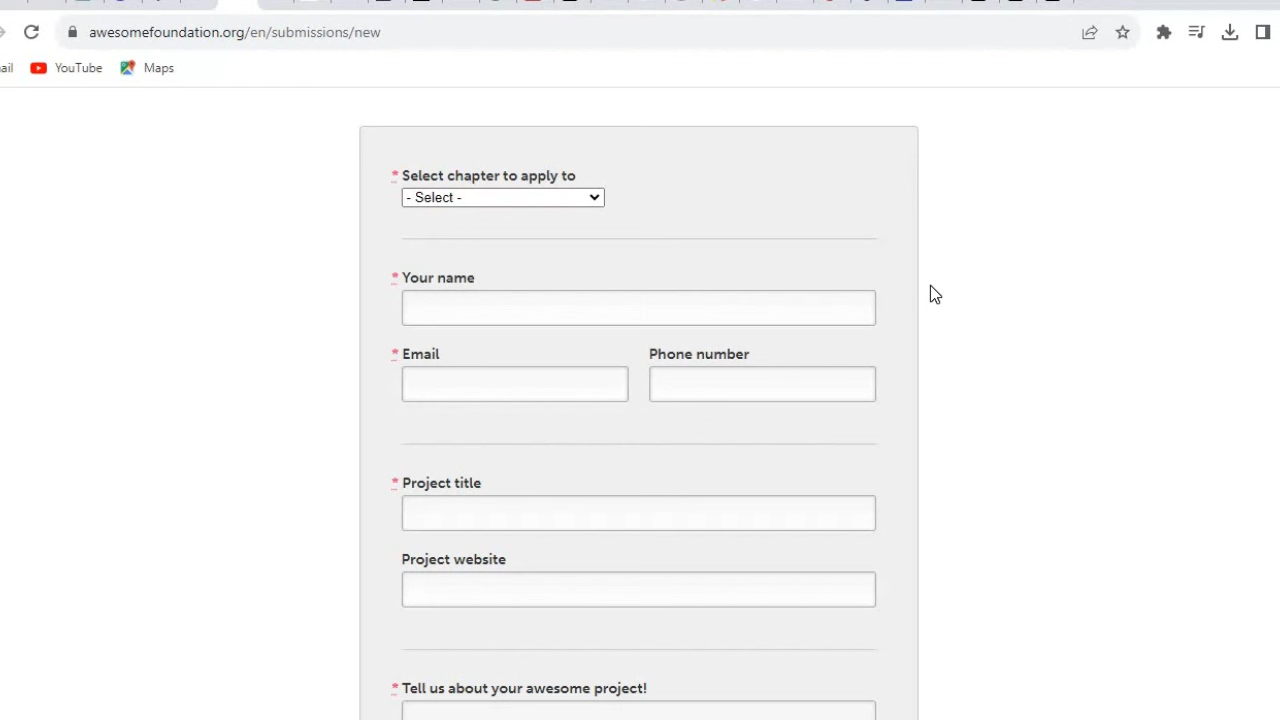 awesomefoundation.org/en/submissions/new
ail YouTube Maps
* Select chapter to apply to
- Select -
* Your name
* Email Phone number
* Project title
Project website
* Tell us about your awesome project!